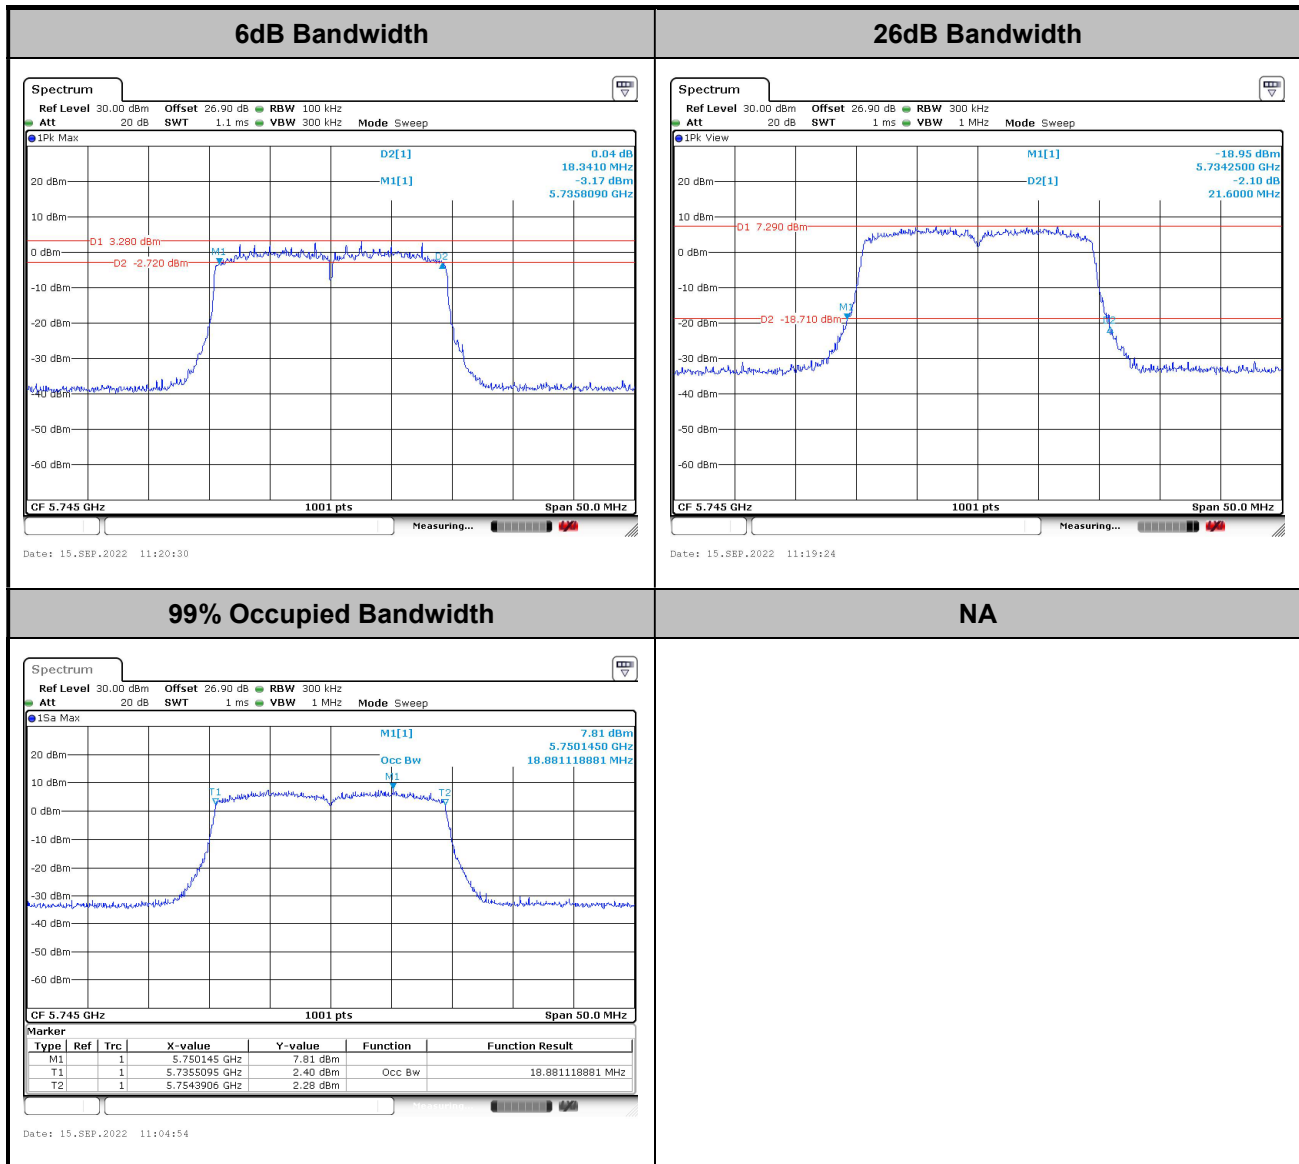 6dB Bandwidth
26dB Bandwidth
Spectrum
Ref Level 30.00 dBm Offset 26.90 dB RBW 100 kHz
Att 20 dB SWT 1.1 ms VBW 300 kHz Mode Sweep
1Pk Max
D2[1] 0.04 dB
18.3410 MHz
M1[1] -3.17 dBm
5.7358090 GHz
20 dBm
10 dBm
D1 3.280 dBm
0 dBm
M1
D2
D2 -2.720 dBm
-10 dBm
-20 dBm
-30 dBm
-40 dBm
-50 dBm
-60 dBm
CF 5.745 GHz 1001 pts Span 50.0 MHz
Measuring...
Date: 15.SEP.2022 11:20:30
Spectrum
Ref Level 30.00 dBm Offset 26.90 dB RBW 300 kHz
Att 20 dB SWT 1 ms VBW 1 MHz Mode Sweep
1Pk View
M1[1] -18.95 dBm
5.7342500 GHz
D2[1] -2.10 dB
21.6000 MHz
20 dBm
10 dBm
D1 7.290 dBm
0 dBm
-10 dBm
M1
D2 -18.710 dBm
-20 dBm
-30 dBm
-40 dBm
-50 dBm
-60 dBm
CF 5.745 GHz 1001 pts Span 50.0 MHz
Measuring...
Date: 15.SEP.2022 11:19:24
99% Occupied Bandwidth
NA
Spectrum
Ref Level 30.00 dBm Offset 26.90 dB RBW 300 kHz
Att 20 dB SWT 1 ms VBW 1 MHz Mode Sweep
1Sa Max
M1[1] 7.81 dBm
5.7501450 GHz
Occ Bw 18.881118881 MHz
20 dBm
M1
10 dBm
T1
T2
0 dBm
-10 dBm
-20 dBm
-30 dBm
-40 dBm
-50 dBm
-60 dBm
CF 5.745 GHz 1001 pts Span 50.0 MHz
Marker
Type Ref Trc X-value Y-value Function Function Result
M1 1 5.750145 GHz 7.81 dBm
T1 1 5.7355095 GHz 2.40 dBm Occ Bw 18.881118881 MHz
T2 1 5.7543906 GHz 2.28 dBm
Measuring...
Date: 15.SEP.2022 11:04:54